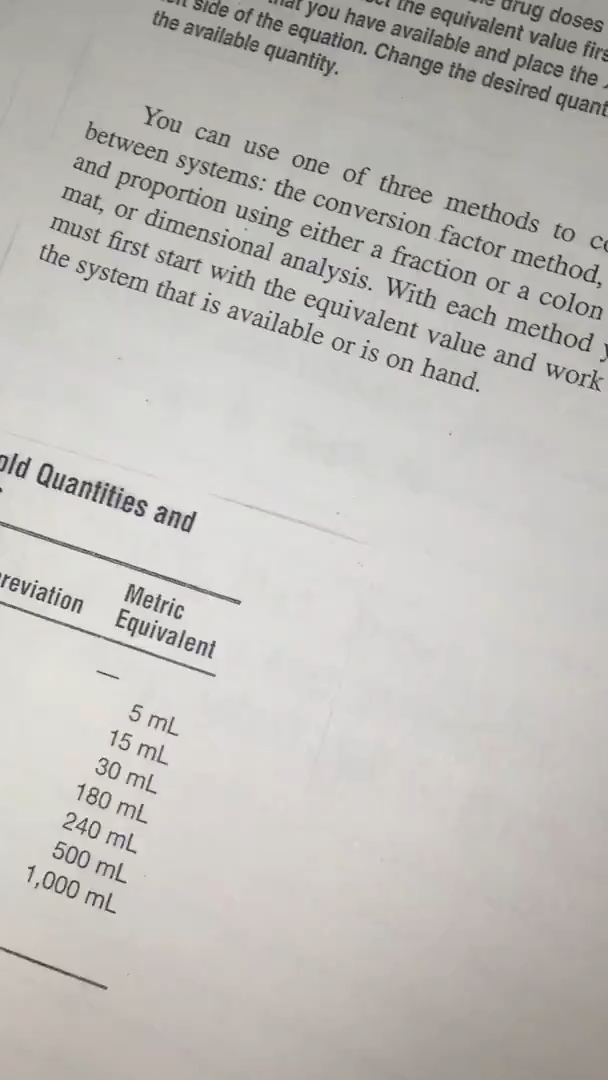 drug doses
the equivalent value
you have available and place the
side of the equation. Change the desired
the available quantity.
You can use one of three methods to
between systems: the conversion factor method,
and proportion using either a fraction or a colon
mat, or dimensional analysis. With each method
must first start with the equivalent value and work
the system that is available or is on hand.
Quantities and
Metric
Equivalent
—
5 mL
15 mL
30 mL
180 mL
240 mL
500 mL
1,000 mL